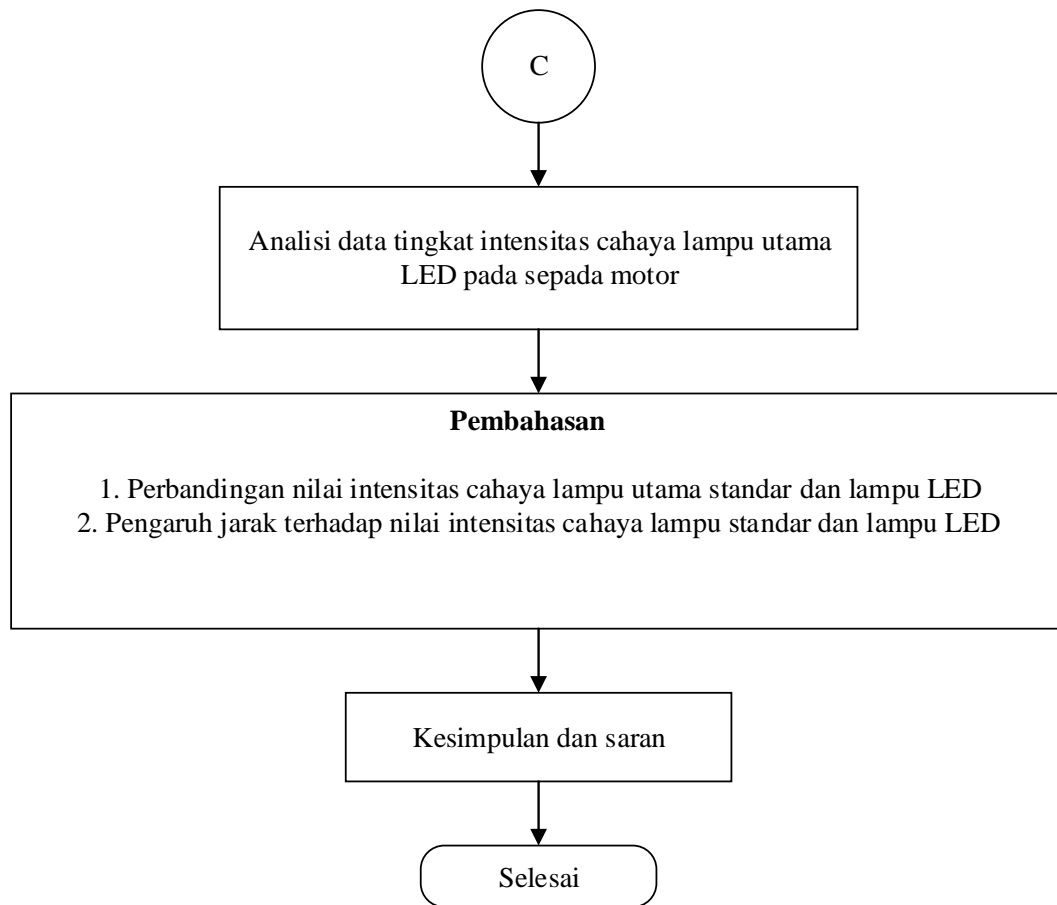 C
Analisi data tingkat intensitas cahaya lampu utama
LED pada sepada motor
Pembahasan
1. Perbandingan nilai intensitas cahaya lampu utama standar dan lampu LED
2. Pengaruh jarak terhadap nilai intensitas cahaya lampu standar dan lampu LED
Kesimpulan dan saran
Selesai